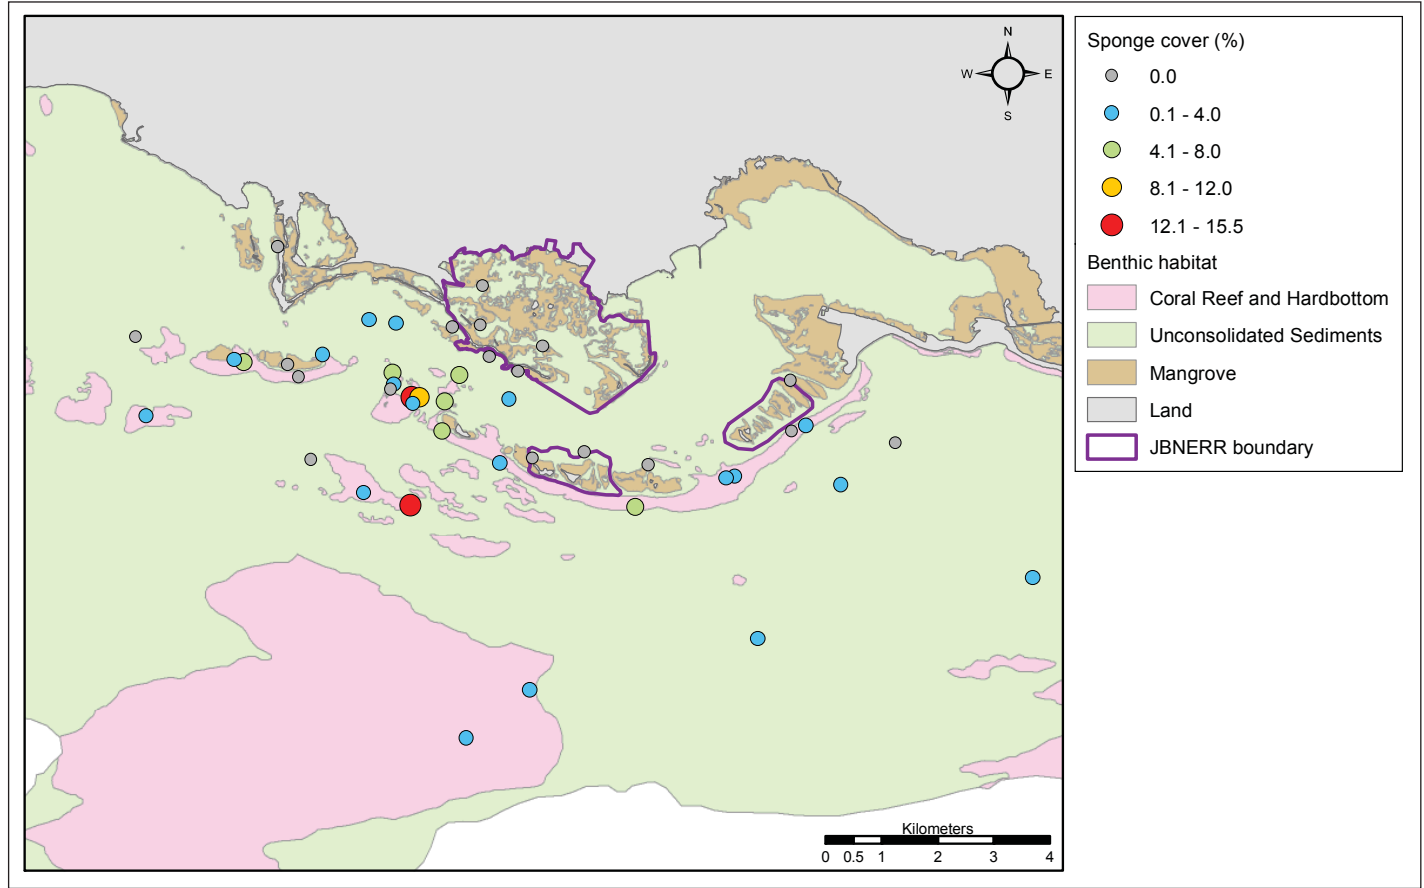 N
W E
S
Kilometers
0 0.5 1 2 3 4
Sponge cover (%)
0.0
0.1 - 4.0
4.1 - 8.0
8.1 - 12.0
12.1 - 15.5
Benthic habitat
Coral Reef and Hardbottom
Unconsolidated Sediments
Mangrove
Land
JBNERR boundary